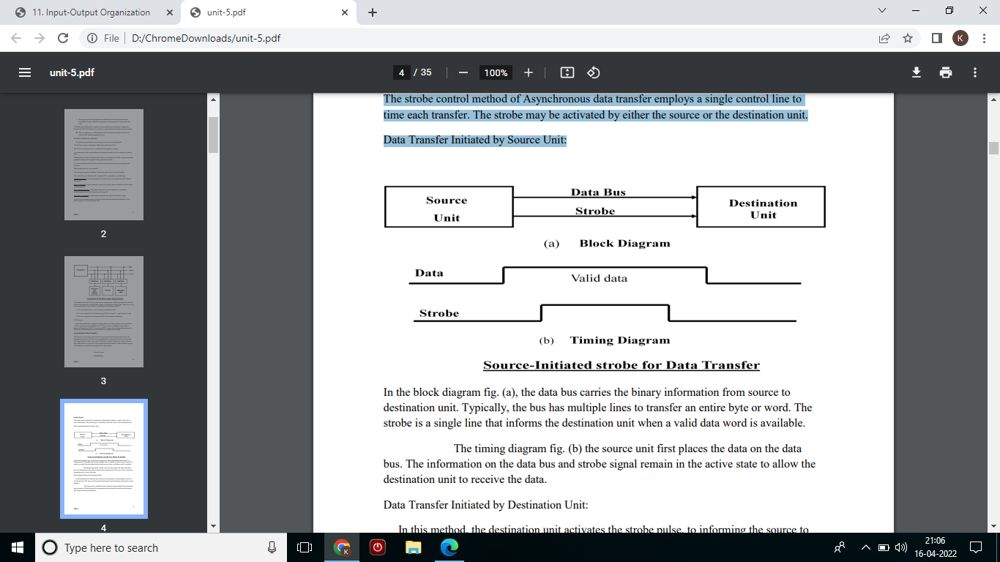 11. Input-Output Organization
unit-5.pdf
File
D:/ChromeDownloads/unit-5.pdf
K
unit-5.pdf
4 / 35
100%
The strobe control method of Asynchronous data transfer employs a single control line to
time each transfer. The strobe may be activated by either the source or the destination unit.
Data Transfer Initiated by Source Unit:
Source
Unit
Data Bus
Strobe
Destination
Unit
(a) Block Diagram
Data
Valid data
Strobe
(b) Timing Diagram
Source-Initiated strobe for Data Transfer
In the block diagram fig. (a), the data bus carries the binary information from source to
destination unit. Typically, the bus has multiple lines to transfer an entire byte or word. The
strobe is a single line that informs the destination unit when a valid data word is available.
The timing diagram fig. (b) the source unit first places the data on the data
bus. The information on the data bus and strobe signal remain in the active state to allow the
destination unit to receive the data.
Data Transfer Initiated by Destination Unit:
In this method, the destination unit activates the strobe pulse, to informing the source to
2
3
4
Type here to search
K
21:06
16-04-2022